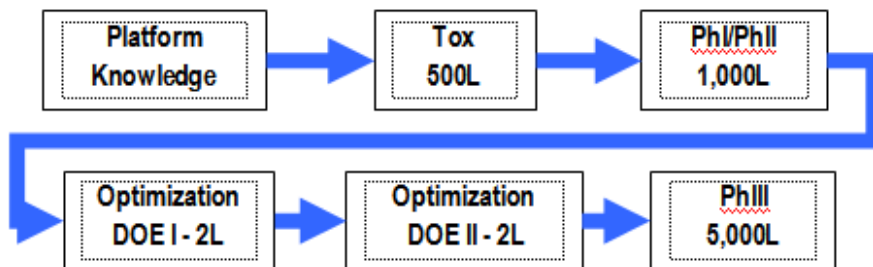 Platform
Knowledge
Tox
500L
PhI/PhII
1,000L
Optimization
DOE I - 2L
Optimization
DOE II - 2L
PhIII
5,000L